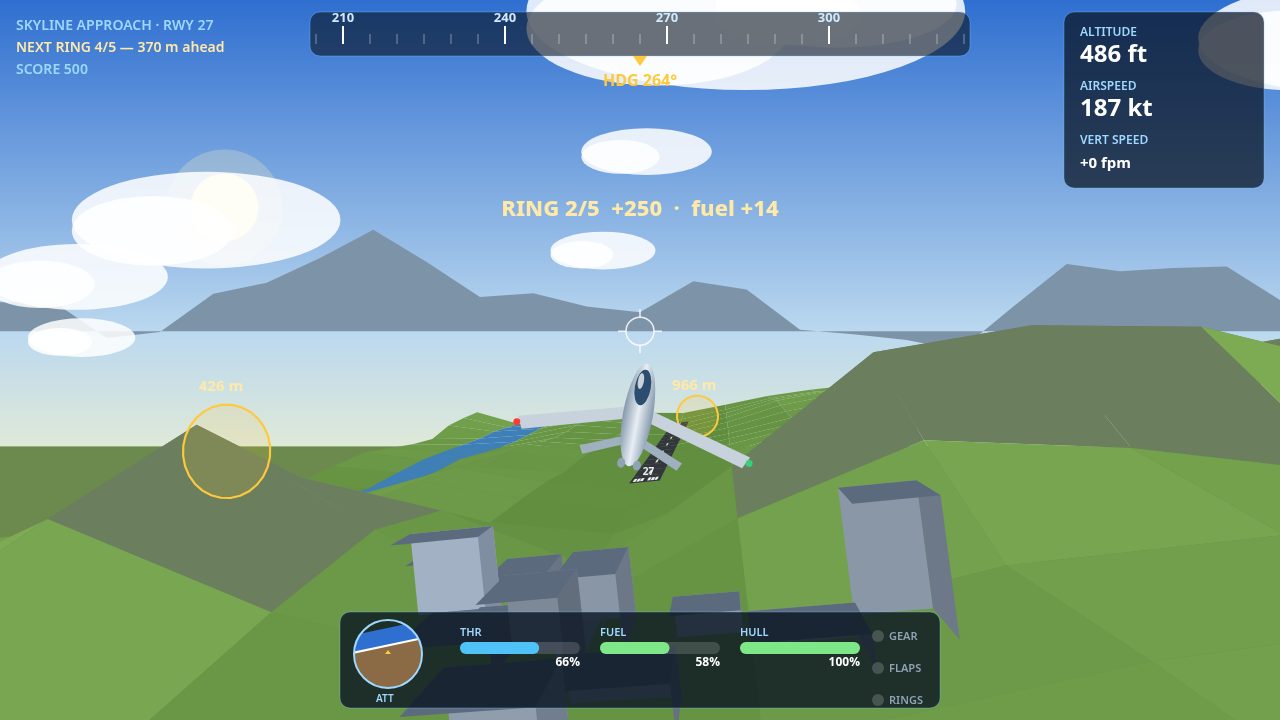 SKYLINE APPROACH · RWY 27
NEXT RING 4/5 — 370 m ahead
SCORE 500
210 240 270 300
HDG 264°
ALTITUDE
486 ft
AIRSPEED
187 kt
VERT SPEED
+0 fpm
RING 2/5 +250 · fuel +14
426 m
966 m
27
THR
66%
FUEL
58%
HULL
100%
GEAR
FLAPS
RINGS
ATT